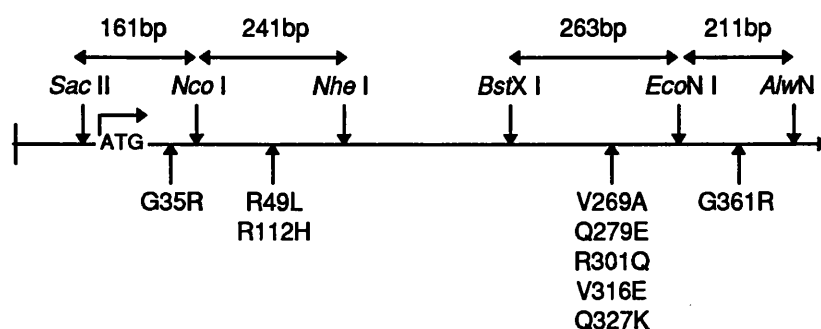 161bp 241bp 263bp 211bp
Sac II Nco I Nhe I BstX I EcoN I AlwN
ATG
G35R R49L V269A G361R
R112H Q279E
R301Q
V316E
Q327K